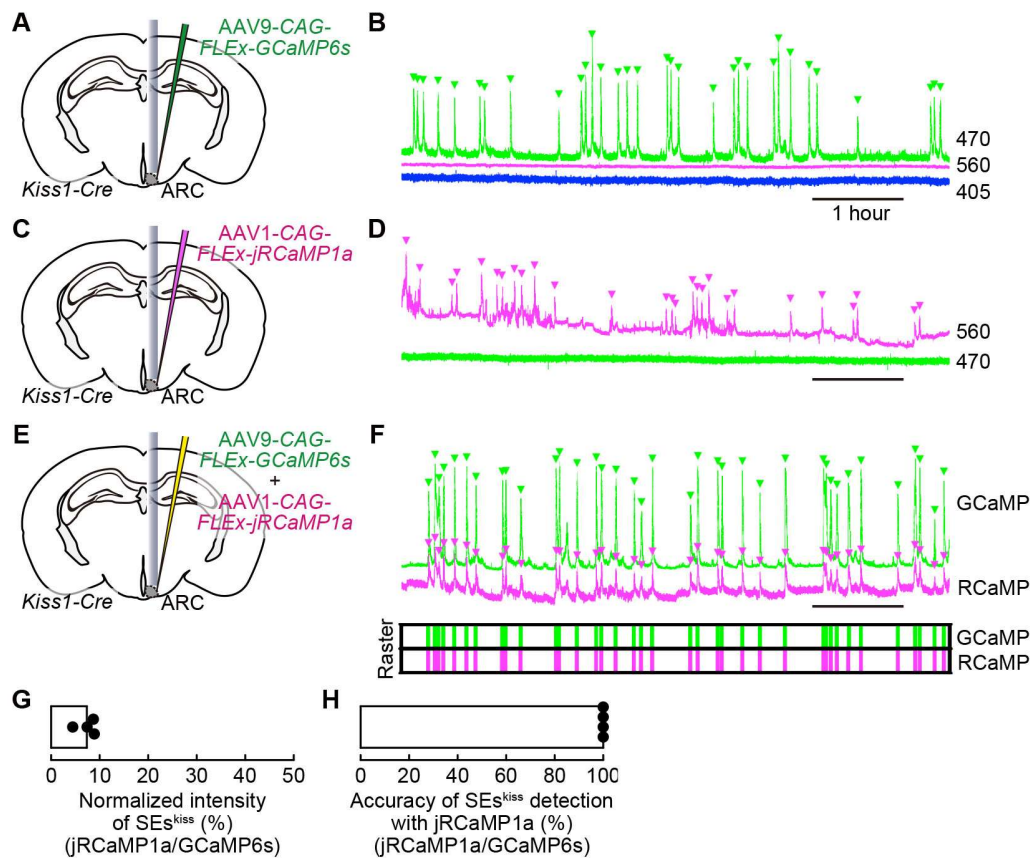 A
AAV9-CAG-
FLEx-GCaMP6s
Kiss1-Cre
ARC
B
470
560
405
1 hour
C
AAV1-CAG-
FLEx-jRCaMP1a
Kiss1-Cre
ARC
D
560
470
E
AAV9-CAG-
FLEx-GCaMP6s
+
AAV1-CAG-
FLEx-jRCaMP1a
Kiss1-Cre
ARC
F
GCaMP
RCaMP
Raster
GCaMP
RCaMP
G
0 10 20 30 40 50
Normalized intensity
of SEsᵏⁱˢˢ (%)
(jRCaMP1a/GCaMP6s)
H
0 20 40 60 80 100
Accuracy of SEsᵏⁱˢˢ detection
with jRCaMP1a (%)
(jRCaMP1a/GCaMP6s)